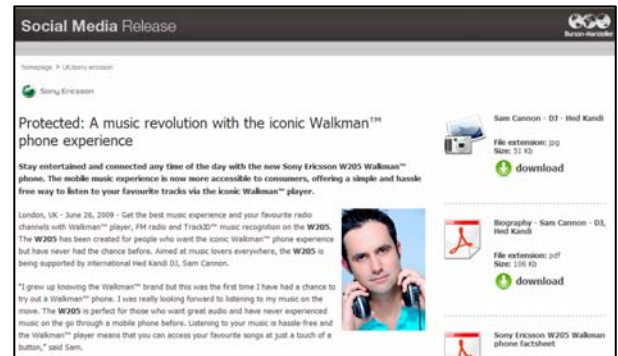 Social Media Release
Burson-Marsteller
homepage > UK/sony-ericsson
Sony Ericsson
Protected: A music revolution with the iconic Walkman™
phone experience
Stay entertained and connected any time of the day with the new Sony Ericsson W205 Walkman™
phone. The mobile music experience is now more accessible to consumers, offering a simple and hassle
free way to listen to your favourite tracks via the iconic Walkman™ player.
London, UK - June 26, 2009 - Get the best music experience and your favourite radio
channels with Walkman™ player, FM radio and TrackID™ music recognition on the W205.
The W205 has been created for people who want the iconic Walkman™ phone experience
but have never had the chance before. Aimed at music lovers everywhere, the W205 is
being supported by international Hed Kandi DJ, Sam Cannon.
"I grew up knowing the Walkman™ brand but this was the first time I have had a chance to
try out a Walkman™ phone. I was really looking forward to listening to my music on the
move. The W205 is perfect for those who want great audio and have never experienced
music on the go through a mobile phone before. Listening to your music is hassle-free and
the Walkman™ player means that you can access your favourite songs at just a touch of a
button," said Sam.
Sam Cannon - DJ - Hed Kandi
File extension: jpg
Size: 51 Kb
download
Biography - Sam Cannon - DJ,
Hed Kandi
File extension: pdf
Size: 106 Kb
download
Sony Ericsson W205 Walkman
phone factsheet